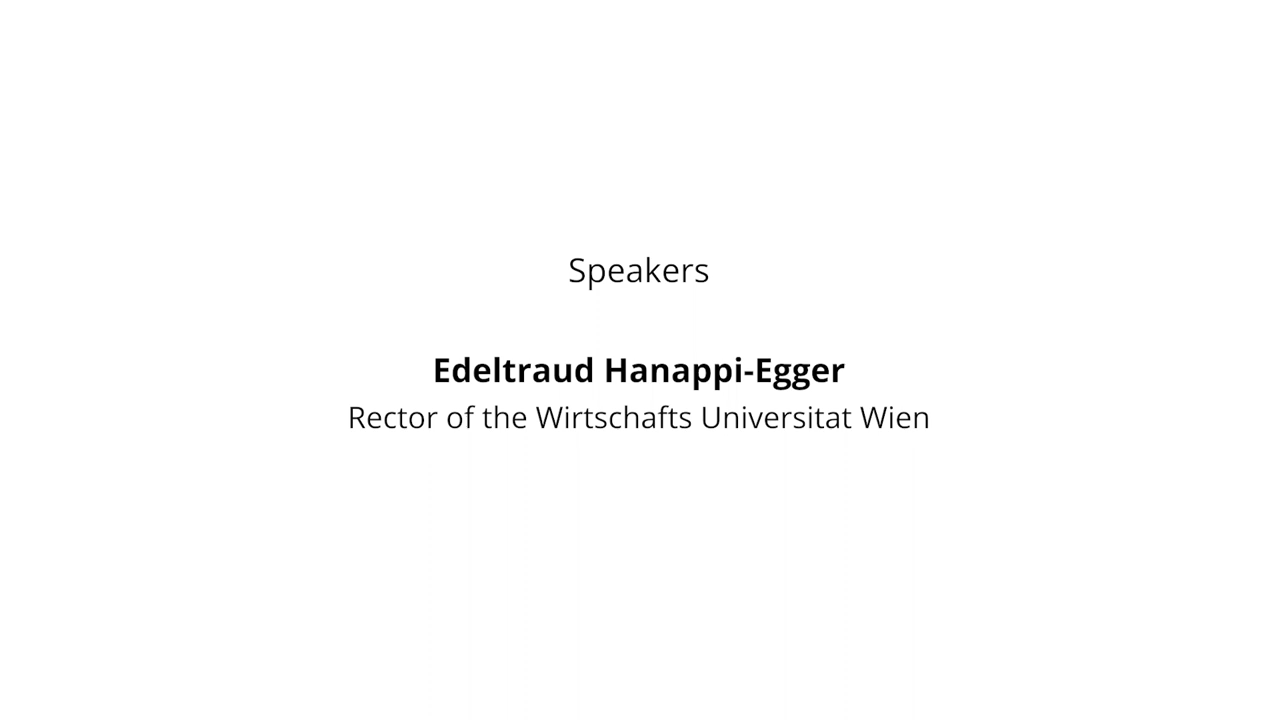 Speakers
Edeltraud Hanappi-Egger
Rector of the Wirtschafts Universitat Wien